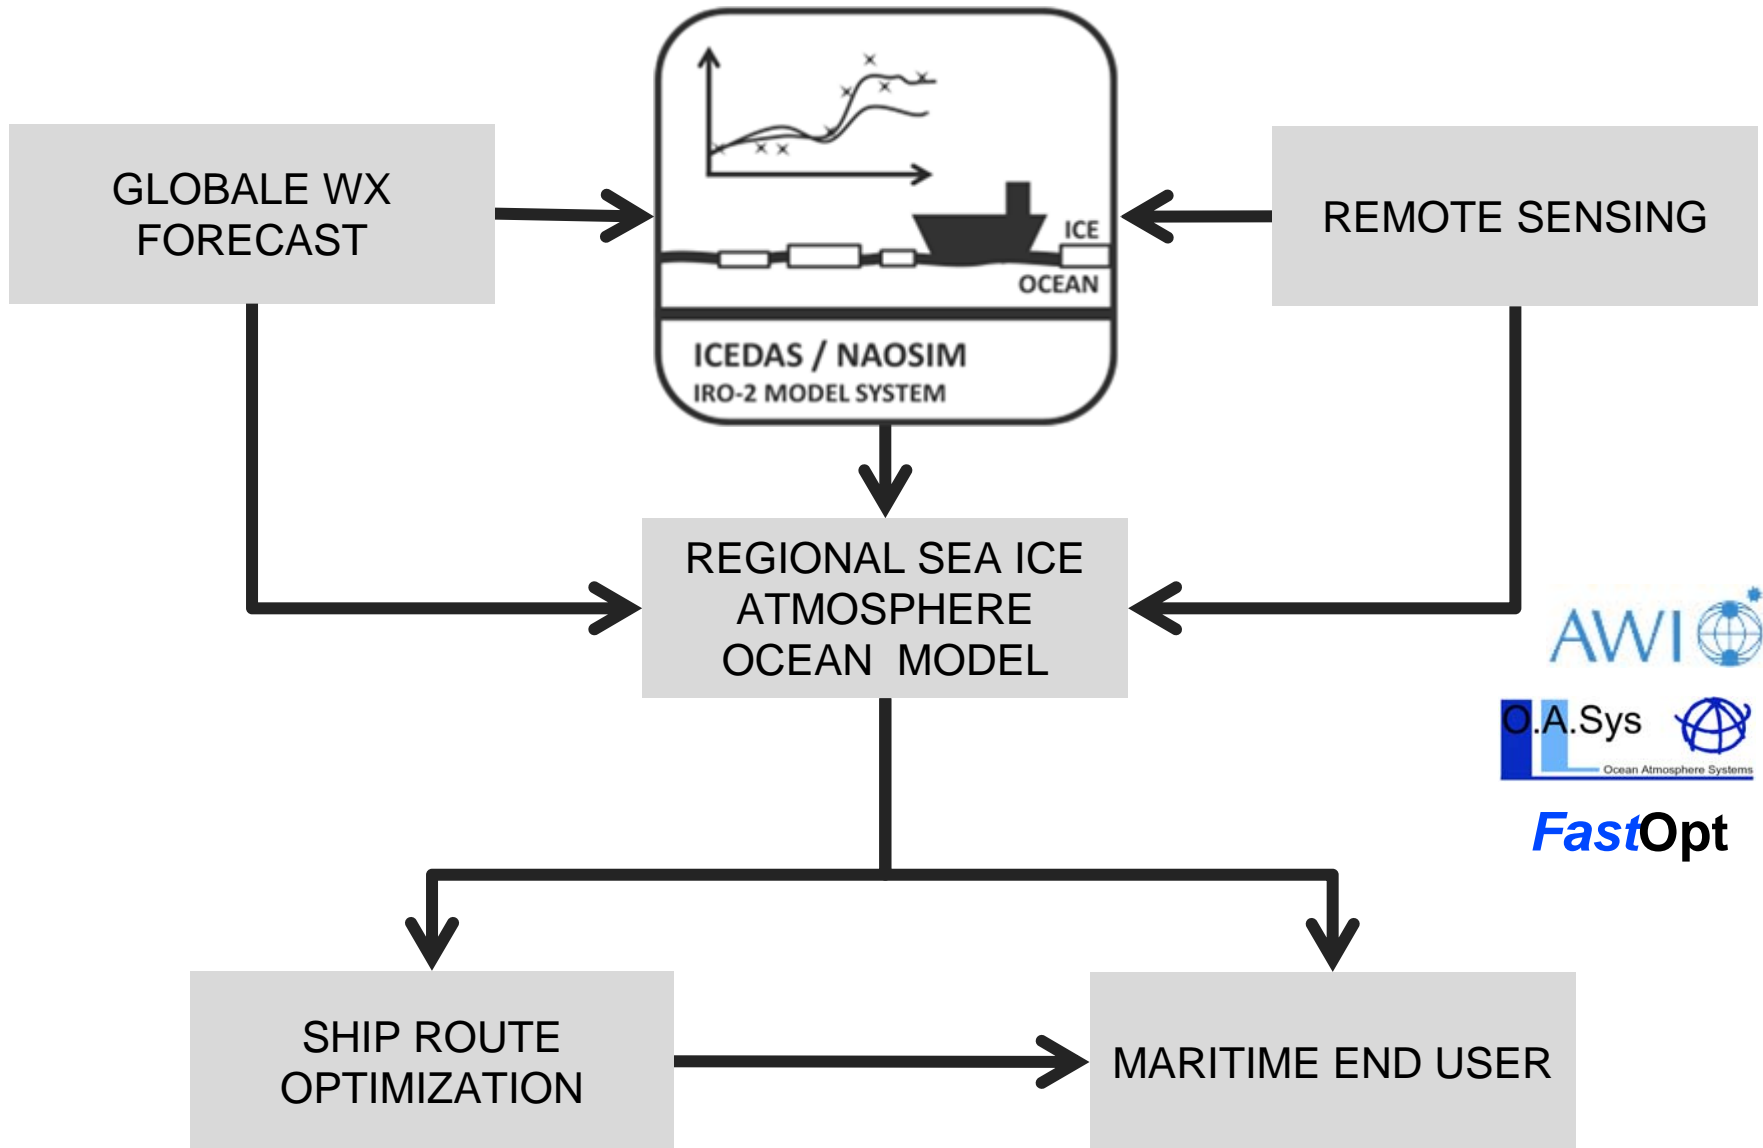 GLOBALE WX
FORECAST
ICE
OCEAN
ICEDAS / NAOSIM
IRO-2 MODEL SYSTEM
REMOTE SENSING
REGIONAL SEA ICE
ATMOSPHERE
OCEAN  MODEL
AWI
O.A.Sys
Ocean Atmosphere Systems
FastOpt
SHIP ROUTE
OPTIMIZATION
MARITIME END USER